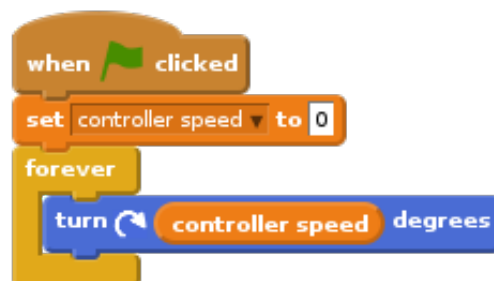 when clicked
set controller speed to 0
forever
turn controller speed degrees